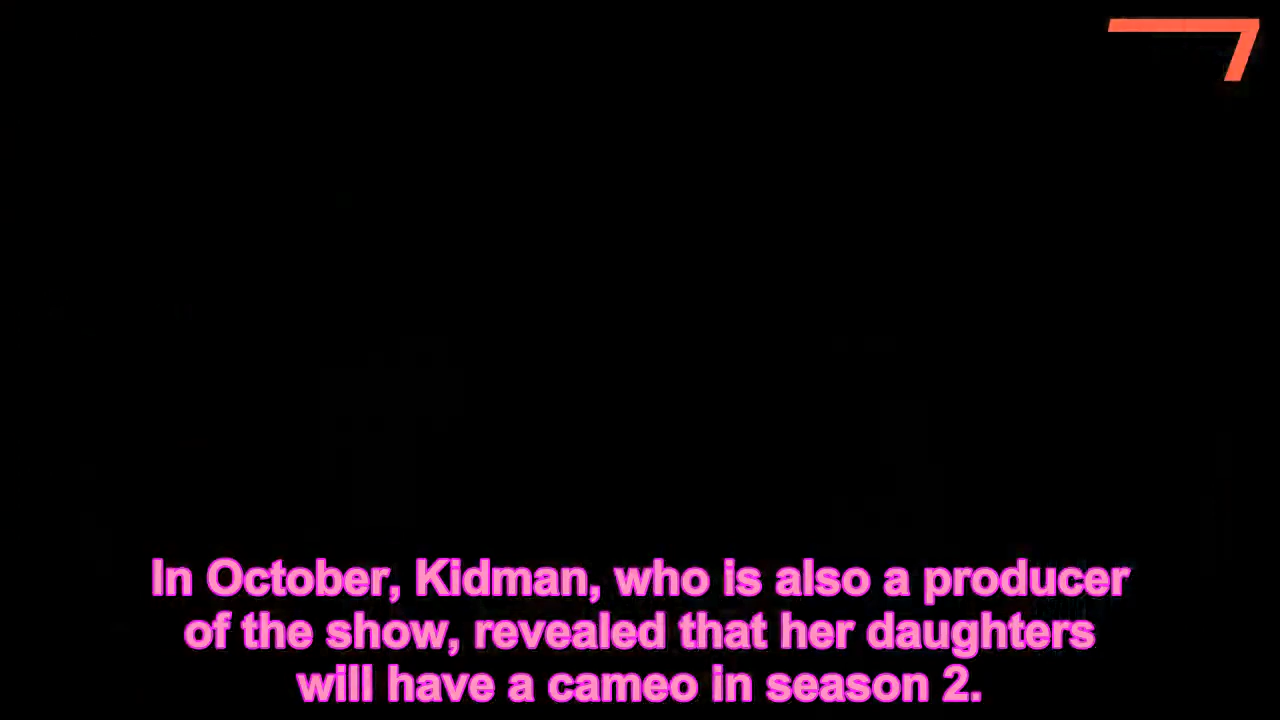 In October, Kidman, who is also a producer
of the show, revealed that her daughters
will have a cameo in season 2.